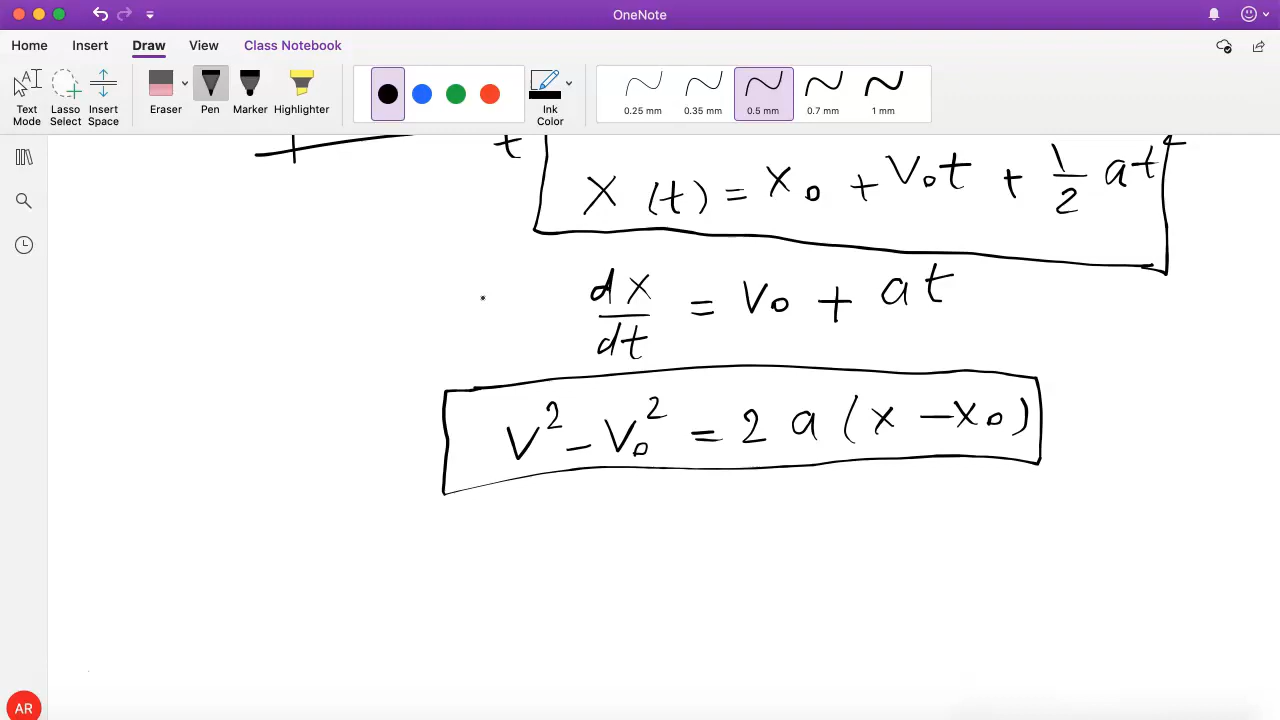 OneNote
Home Insert Draw View Class Notebook
Text Mode
Lasso Select
Insert Space
Eraser
Pen
Marker
Highlighter
Ink Color
0.25 mm
0.35 mm
0.5 mm
0.7 mm
1 mm
t
X (t) = X₀ + V₀t + 1/2 at²
dx/dt = V₀ + at
V² - V₀² = 2 a (x - x₀)
AR